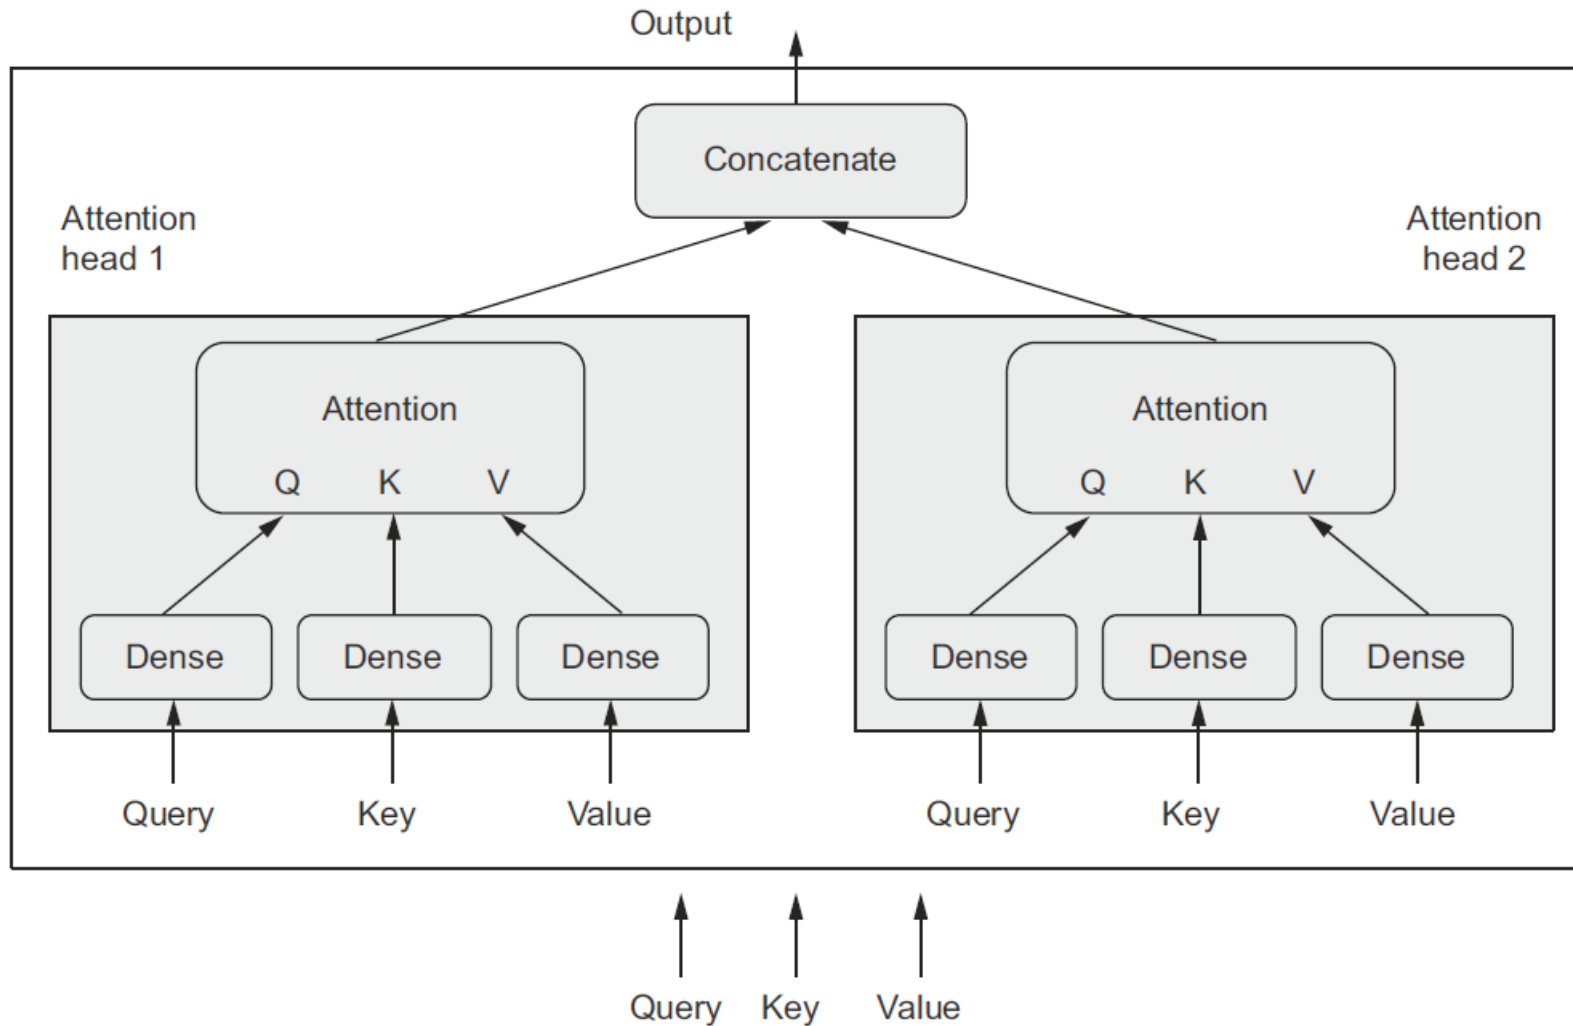 Output
Concatenate
Attention
head 1
Attention
head 2
Attention
Q K V
Attention
Q K V
Dense Dense Dense
Dense Dense Dense
Query Key Value
Query Key Value
Query Key Value